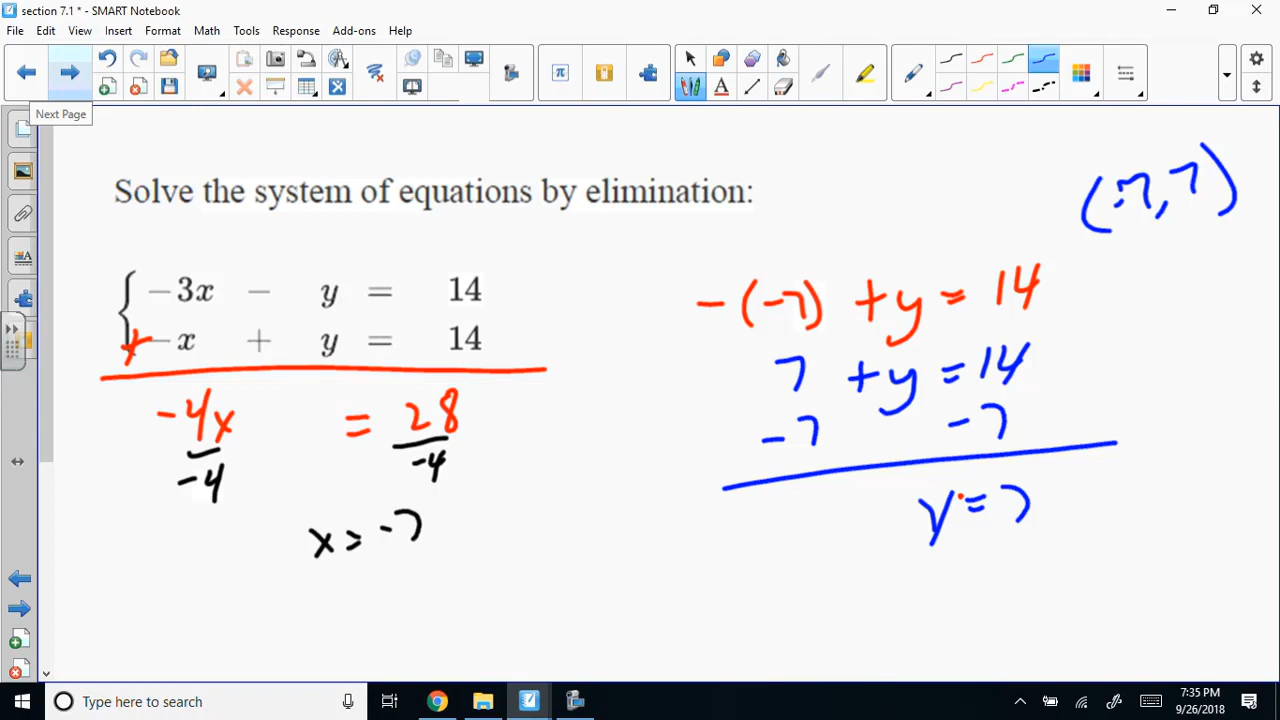 section 7.1 * - SMART Notebook
File Edit View Insert Format Math Tools Response Add-ons Help
Next Page
Solve the system of equations by elimination:
(-7,7)
-3x - y = 14
+ -x + y = 14
-4x = 28
-4 -4
x = -7
-(-7) + y = 14
7 + y = 14
-7 -7
y = 7
Type here to search
7:35 PM
9/26/2018